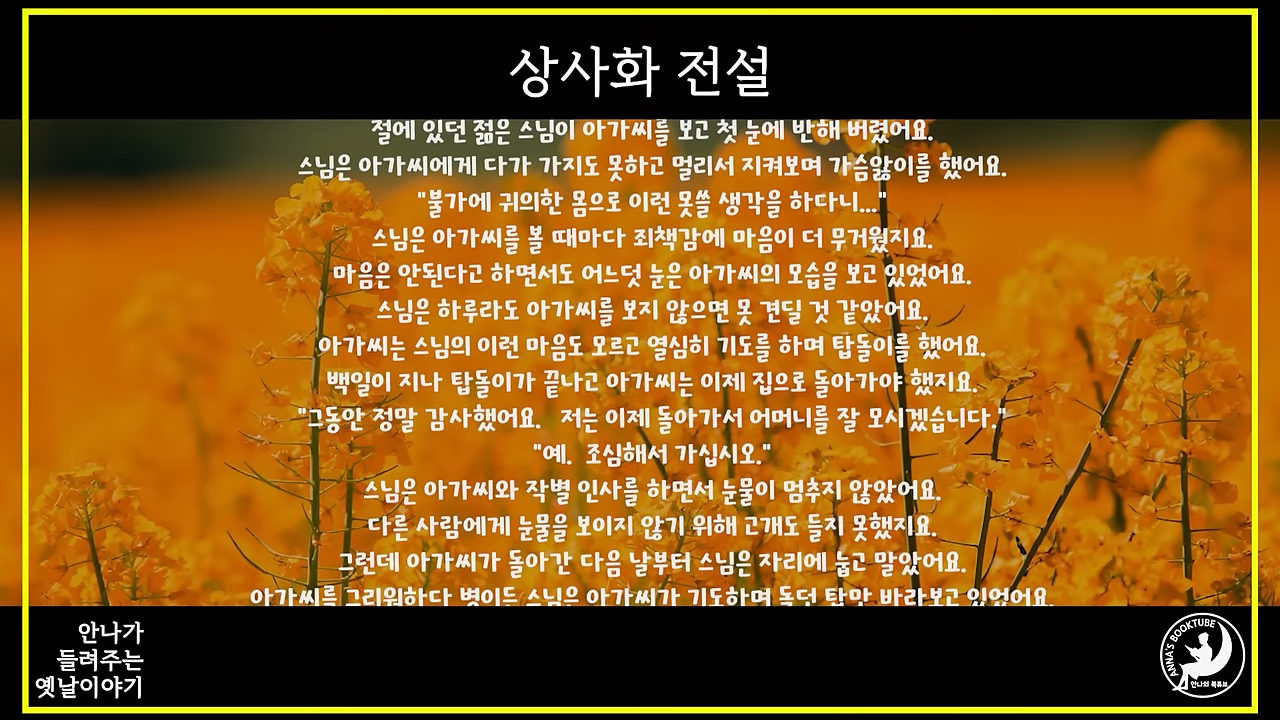 상사화 전설
절에 있던 젊은 스님이 아가씨를 보고 첫 눈에 반해 버렸어요.
스님은 아가씨에게 다가 가지도 못하고 멀리서 지켜보며 가슴앓이를 했어요.
"불가에 귀의한 몸으로 이런 못쓸 생각을 하다니..."
스님은 아가씨를 볼 때마다 죄책감에 마음이 더 무거웠지요.
마음은 안된다고 하면서도 어느덧 눈은 아가씨의 모습을 보고 있었어요.
스님은 하루라도 아가씨를 보지 않으면 못 견딜 것 같았어요.
아가씨는 스님의 이런 마음도 모르고 열심히 기도를 하며 탑돌이를 했어요.
백일이 지나 탑돌이가 끝나고 아가씨는 이제 집으로 돌아가야 했지요.
"그동안 정말 감사했어요.  저는 이제 돌아가서 어머니를 잘 모시겠습니다."
"예.  조심해서 가십시오."
스님은 아가씨와 작별 인사를 하면서 눈물이 멈추지 않았어요.
다른 사람에게 눈물을 보이지 않기 위해 고개도 들지 못했지요.
그런데 아가씨가 돌아간 다음 날부터 스님은 자리에 눕고 말았어요.
아가씨를 그리워하다 병이든 스님은 아가씨가 기도하며 돌던 탑만 바라보고 있었어요.
안나가
들려주는
옛날이야기
ANNA'S BOOKTUBE
안나의 북튜브